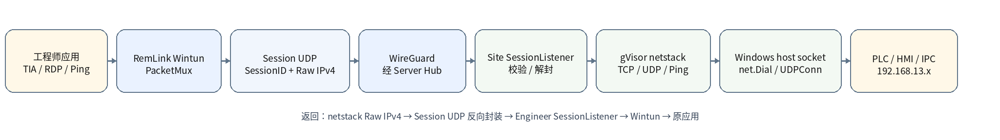 工程师应用
TIA / RDP / Ping
RemLink Wintun
PacketMux
Session UDP
SessionID + Raw IPv4
WireGuard
经 Server Hub
Site SessionListener
校验 / 解封
gVisor netstack
TCP / UDP / Ping
Windows host socket
net.Dial / UDPConn
PLC / HMI / IPC
192.168.13.x
返回：netstack Raw IPv4 → Session UDP 反向封装 → Engineer SessionListener → Wintun → 原应用